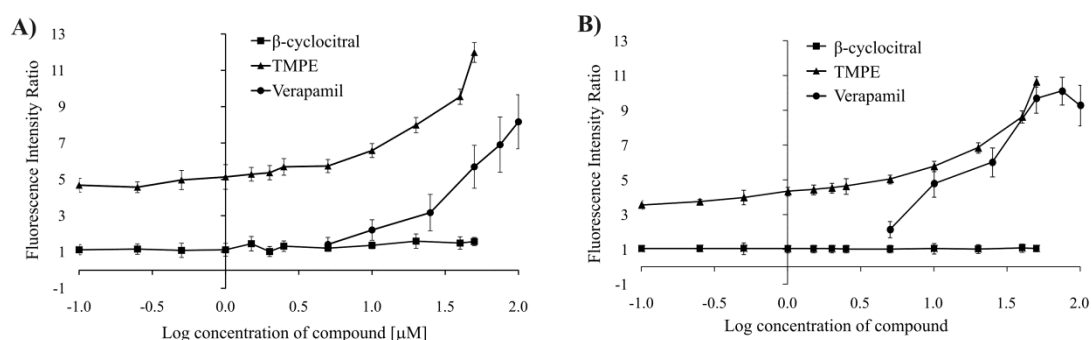 A)
Fluorescence Intensity Ratio
13
11
9
7
5
3
1
-1
β-cyclocitral
TMPE
Verapamil
-1.0 -0.5 0.0 0.5 1.0 1.5 2.0
Log concentration of compound [µM]
B)
Fluorescence Intensity Ratio
13
11
9
7
5
3
1
-1
β-cyclocitral
TMPE
Verapamil
-1.0 -0.5 0.0 0.5 1.0 1.5 2.0
Log concentration of compound